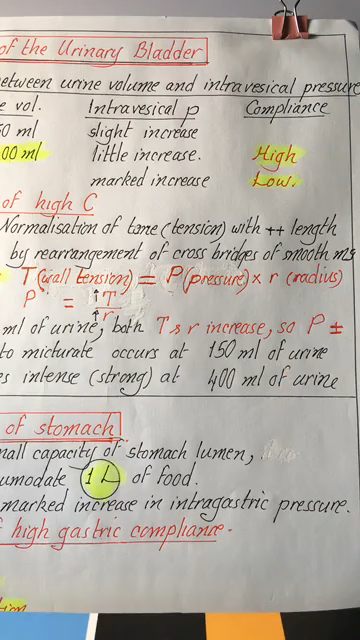 of the Urinary Bladder
between urine volume and intravesical pressure
e vol. Intravesical p Compliance
50 ml slight increase
00 ml little increase. High
marked increase Low.
of high C
Normalisation of tone (tension) with ++ length
by rearrangement of cross bridges of smooth ms
T (wall tension) = P (pressure) × r (radius)
P = ↑T / ↑r
ml of urine, both T & r increase, so P ±
to micturate occurs at 150 ml of urine
es intense (strong) at 400 ml of urine
of stomach
mall capacity of stomach lumen,
umodate 1 L of food.
marked increase in intragastric pressure.
f high gastric compliance.